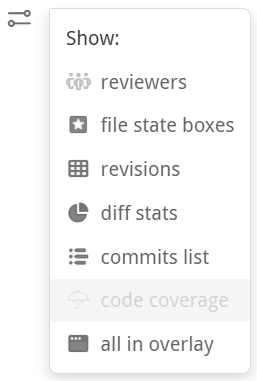 Show:
reviewers
file state boxes
revisions
diff stats
commits list
code coverage
all in overlay